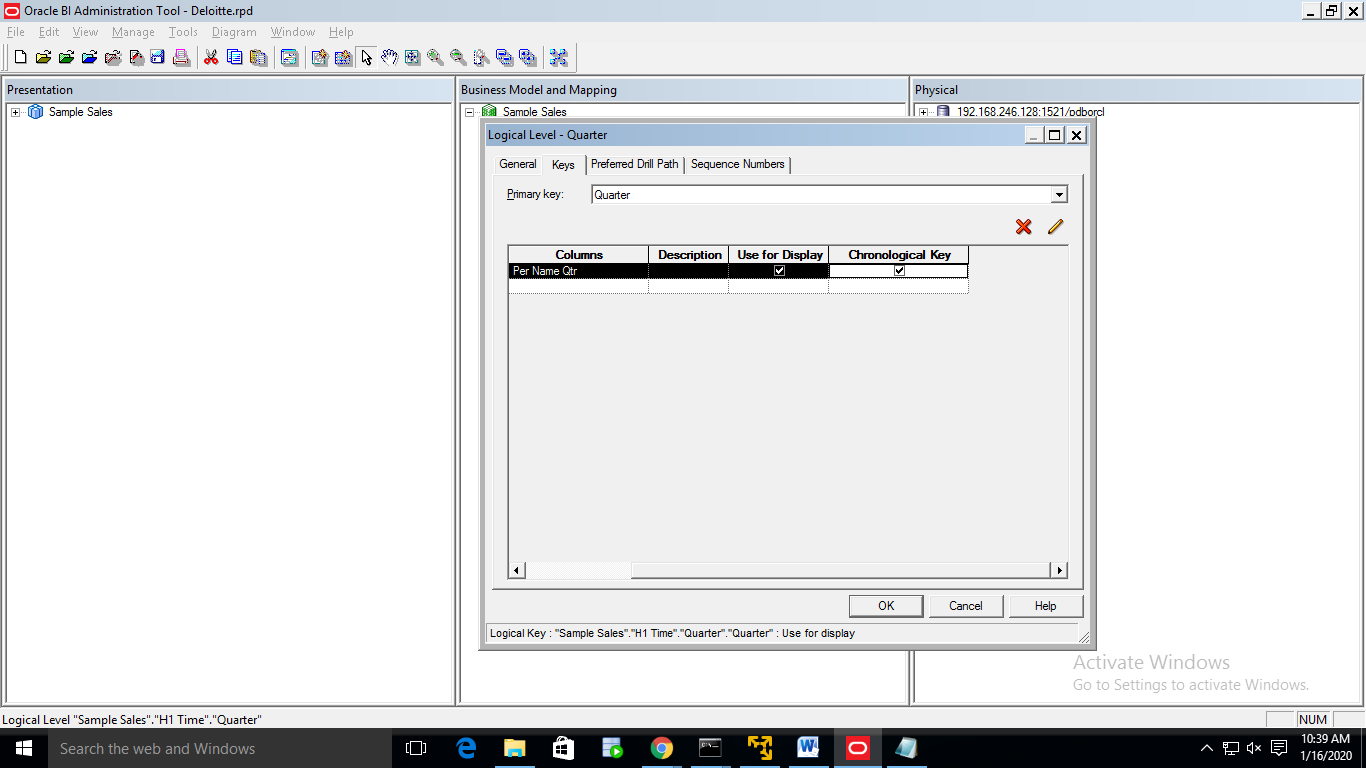 Oracle BI Administration Tool - Deloitte.rpd
File Edit View Manage Tools Diagram Window Help
Presentation
Business Model and Mapping
Physical
Sample Sales
Sample Sales
192.168.246.128:1521/pdborcl
Logical Level - Quarter
General Keys Preferred Drill Path Sequence Numbers
Primary key: Quarter
Columns Description Use for Display Chronological Key
Per Name Qtr
OK Cancel Help
Logical Key : "Sample Sales"."H1 Time"."Quarter"."Quarter" : Use for display
Activate Windows
Go to Settings to activate Windows.
Logical Level "Sample Sales"."H1 Time"."Quarter"
NUM
Search the web and Windows
10:39 AM
1/16/2020